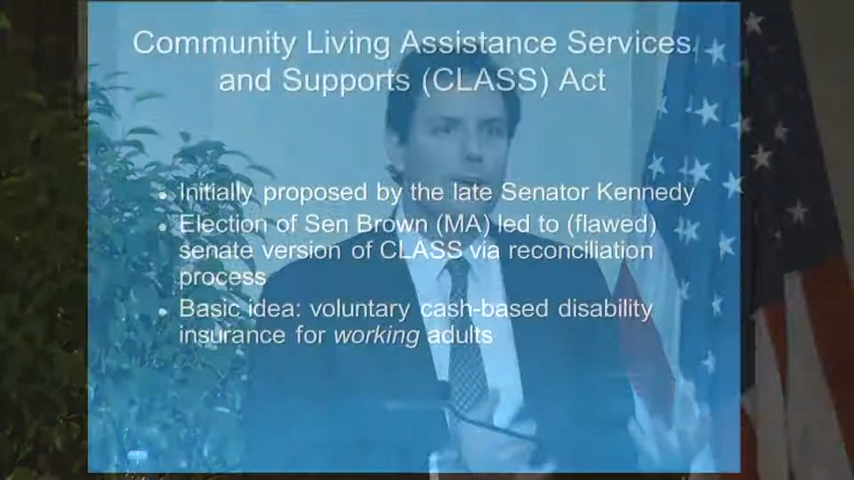 Community Living Assistance Services
and Supports (CLASS) Act
• Initially proposed by the late Senator Kennedy
• Election of Sen Brown (MA) led to (flawed)
senate version of CLASS via reconciliation
process
• Basic idea: voluntary cash-based disability
insurance for working adults